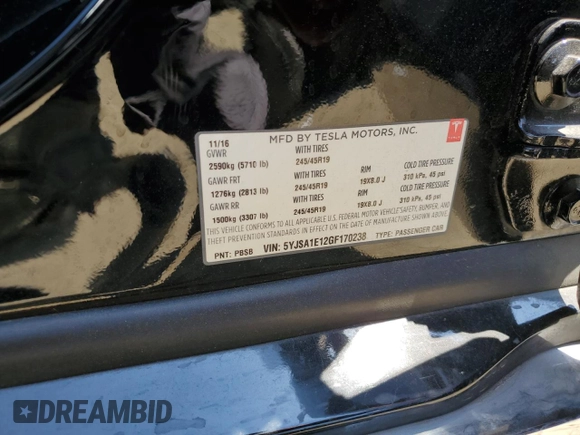 MFD BY TESLA MOTORS, INC.
11/16
GVWR WITH TIRES
2590kg (5710 lb) 245/45R19
GAWR FRT WITH TIRES RIM COLD TIRE PRESSURE
1276kg (2813 lb) 245/45R19 19X8.0 J 310 kPa, 45 psi
GAWR RR WITH TIRES RIM COLD TIRE PRESSURE
1500kg (3307 lb) 245/45R19 19X8.0 J 310 kPa, 45 psi
THIS VEHICLE CONFORMS TO ALL APPLICABLE U.S. FEDERAL MOTOR VEHICLE SAFETY, BUMPER, AND
THEFT PREVENTION STANDARDS IN EFFECT ON THE DATE OF MANUFACTURE SHOWN ABOVE.
PNT: PBSB VIN: 5YJSA1E12GF170238 TYPE: PASSENGER CAR
DREAMBID